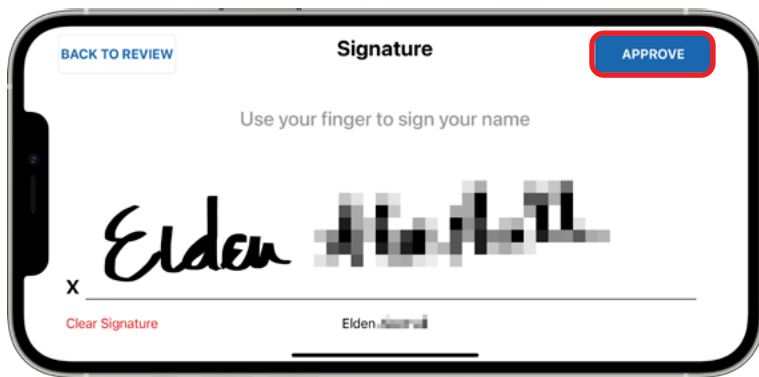 BACK TO REVIEW
Signature
APPROVE
Use your finger to sign your name
Elden
X
Clear Signature
Elden